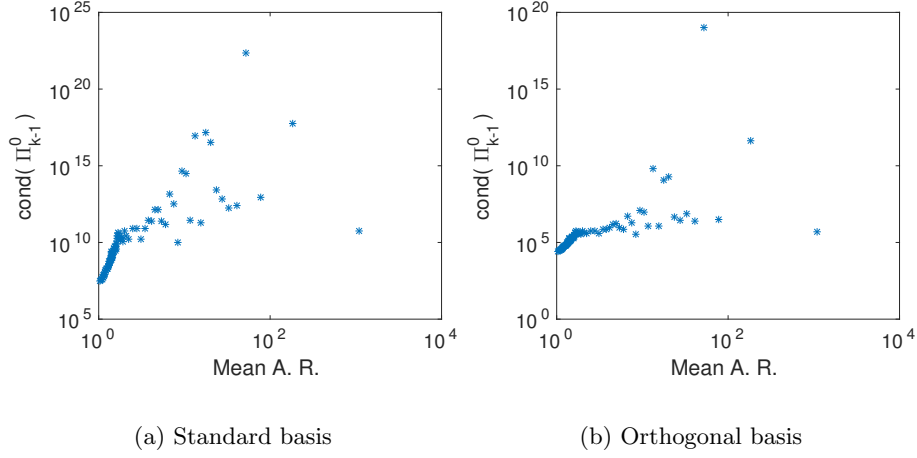 10^25
10^20
10^15
10^10
10^5
10^0
10^2
10^4
Mean A. R.
cond( Π^0_{k-1} )
(a) Standard basis
10^20
10^15
10^10
10^5
10^0
10^0
10^2
10^4
Mean A. R.
cond( Π^0_{k-1} )
(b) Orthogonal basis